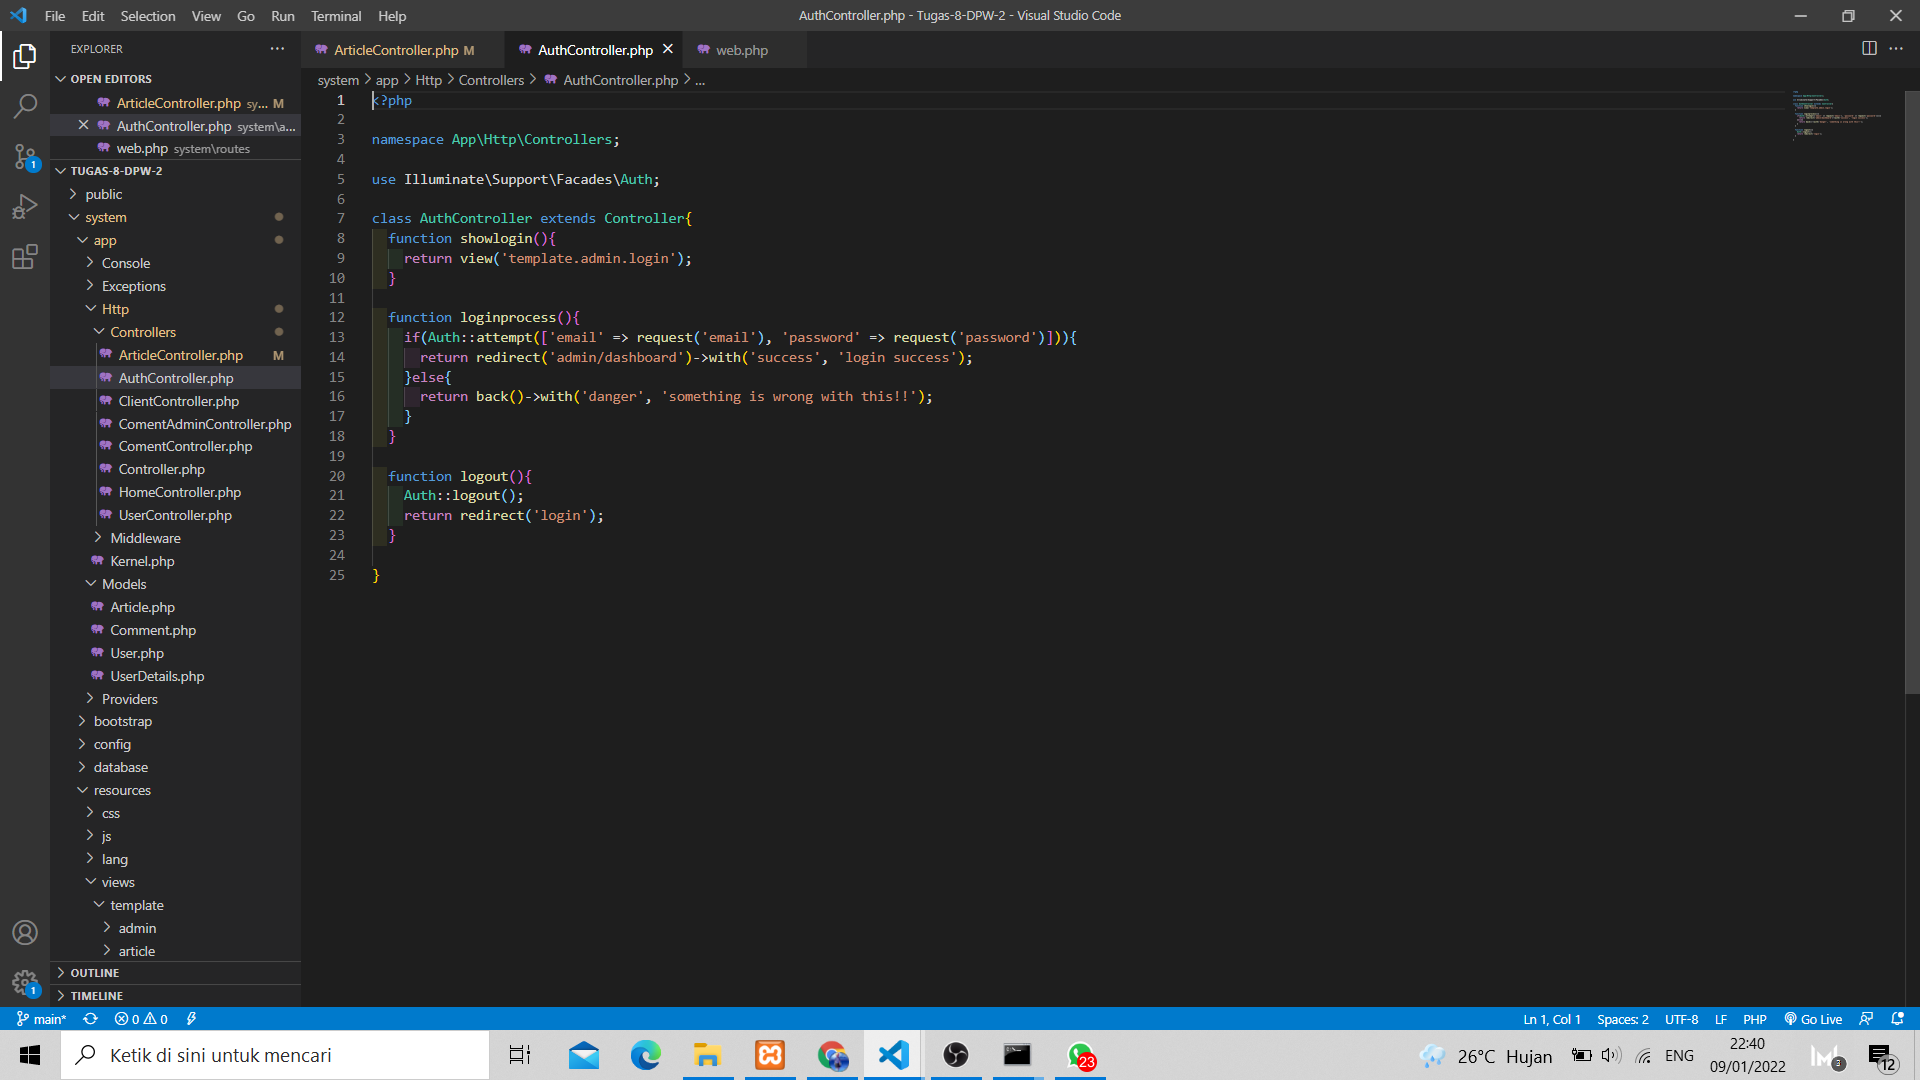 File Edit Selection View Go Run Terminal Help
AuthController.php - Tugas-8-DPW-2 - Visual Studio Code
EXPLORER
OPEN EDITORS
ArticleController.php sy... M
AuthController.php system\a...
web.php system\routes
TUGAS-8-DPW-2
public
system
app
Console
Exceptions
Http
Controllers
ArticleController.php M
AuthController.php
ClientController.php
ComentAdminController.php
ComentController.php
Controller.php
HomeController.php
UserController.php
Middleware
Kernel.php
Models
Article.php
Comment.php
User.php
UserDetails.php
Providers
bootstrap
config
database
resources
css
js
lang
views
template
admin
article
OUTLINE
TIMELINE
1
1
ArticleController.php M
AuthController.php
web.php
system > app > Http > Controllers > AuthController.php > ...
1 <?php
2
3 namespace App\Http\Controllers;
4
5 use Illuminate\Support\Facades\Auth;
6
7 class AuthController extends Controller{
8 function showlogin(){
9 return view('template.admin.login');
10 }
11
12 function loginprocess(){
13 if(Auth::attempt(['email' => request('email'), 'password' => request('password')])){
14 return redirect('admin/dashboard')->with('success', 'login success');
15 }else{
16 return back()->with('danger', 'something is wrong with this!!');
17 }
18 }
19
20 function logout(){
21 Auth::logout();
22 return redirect('login');
23 }
24
25 }
main* 0 0
Ln 1, Col 1 Spaces: 2 UTF-8 LF PHP Go Live
Ketik di sini untuk mencari
23
26°C Hujan
ENG
22:40
09/01/2022
3
12